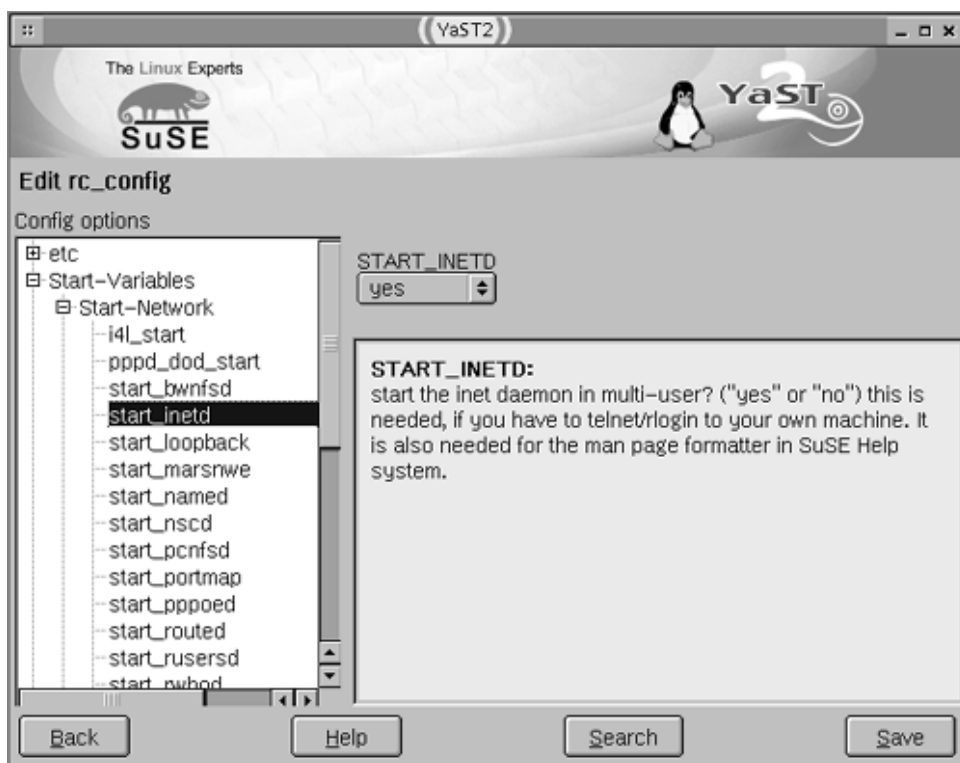 YaST2
The Linux Experts
SuSE
YaST
2
Edit rc_config
Config options
etc
Start-Variables
Start-Network
i4l_start
pppd_dod_start
start_bwnfsd
start_inetd
start_loopback
start_marsnwe
start_named
start_nscd
start_pcnfsd
start_portmap
start_pppoed
start_routed
start_rusersd
start_rwhod
START_INETD
yes
START_INETD:
start the inet daemon in multi-user? ("yes" or "no") this is
needed, if you have to telnet/rlogin to your own machine. It
is also needed for the man page formatter in SuSE Help
system.
Back
Help
Search
Save